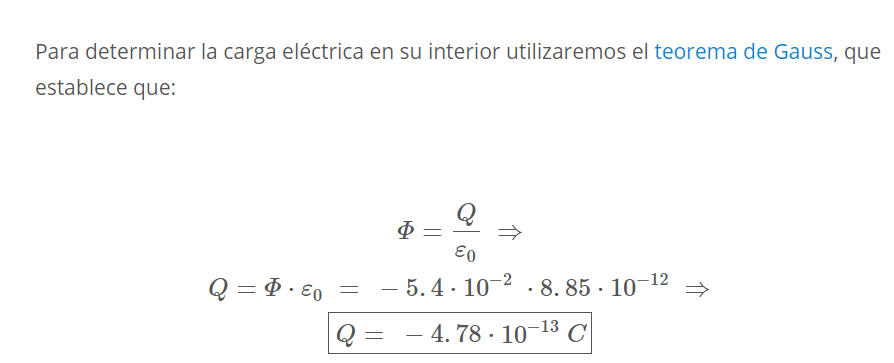 Para determinar la carga eléctrica en su interior utilizaremos el teorema de Gauss, que
establece que:
Φ = Q / ε₀ ⇒
Q = Φ · ε₀ = − 5. 4 · 10⁻² · 8. 85 · 10⁻¹² ⇒
Q = − 4. 78 · 10⁻¹³ C